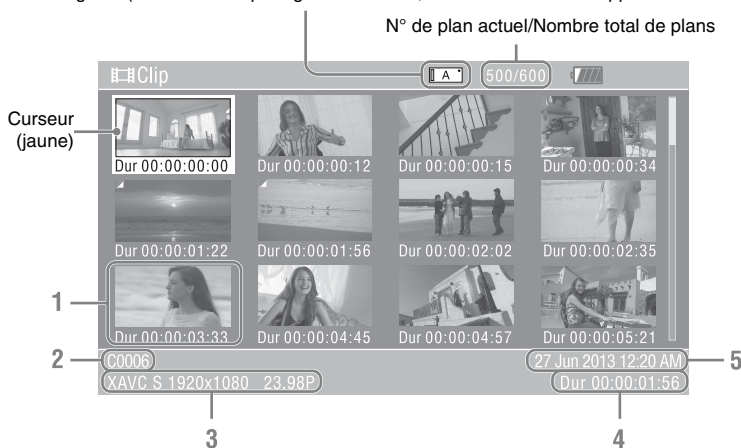 N° de plan actuel/Nombre total de plans
Clip
A
500/600
Curseur
(jaune)
Dur 00:00:00:00
Dur 00:00:00:12
Dur 00:00:00:15
Dur 00:00:00:34
Dur 00:00:01:22
Dur 00:00:01:56
Dur 00:00:02:02
Dur 00:00:02:35
1
Dur 00:00:03:33
Dur 00:00:04:45
Dur 00:00:04:57
Dur 00:00:05:21
2
C0006
27 Jun 2013 12:20 AM
5
XAVC S 1920x1080 23.98P
Dur 00:00:01:56
3
4